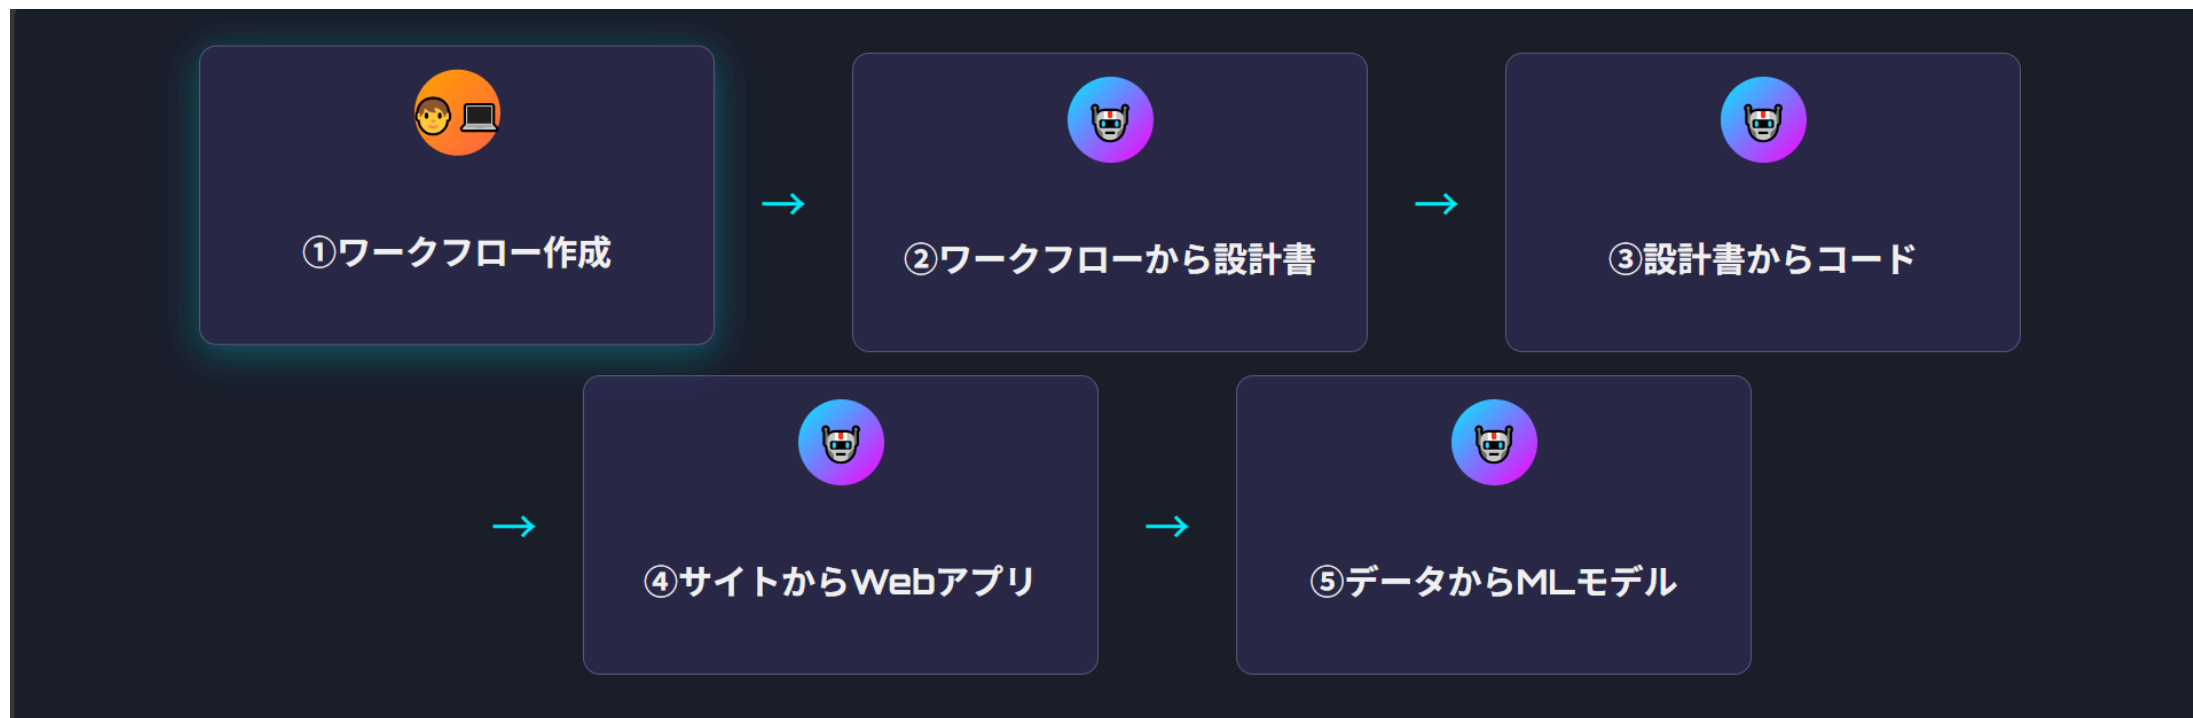 ①ワークフロー作成
→
②ワークフローから設計書
→
③設計書からコード
→
④サイトからWebアプリ
→
⑤データからMLモデル